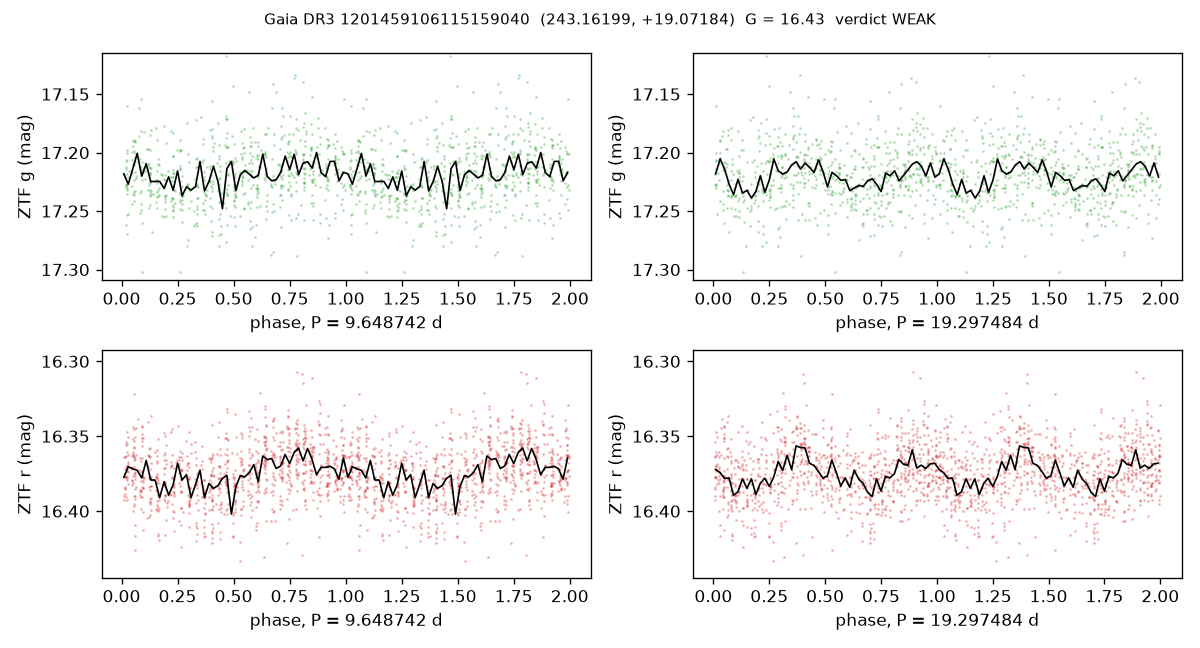 Gaia DR3 1201459106115159040 (243.16199, +19.07184) G = 16.43 verdict WEAK
ZTF g (mag)
17.15
17.20
17.25
17.30
0.00 0.25 0.50 0.75 1.00 1.25 1.50 1.75 2.00
phase, P = 9.648742 d
ZTF g (mag)
17.15
17.20
17.25
17.30
0.00 0.25 0.50 0.75 1.00 1.25 1.50 1.75 2.00
phase, P = 19.297484 d
ZTF r (mag)
16.30
16.35
16.40
0.00 0.25 0.50 0.75 1.00 1.25 1.50 1.75 2.00
phase, P = 9.648742 d
ZTF r (mag)
16.30
16.35
16.40
0.00 0.25 0.50 0.75 1.00 1.25 1.50 1.75 2.00
phase, P = 19.297484 d